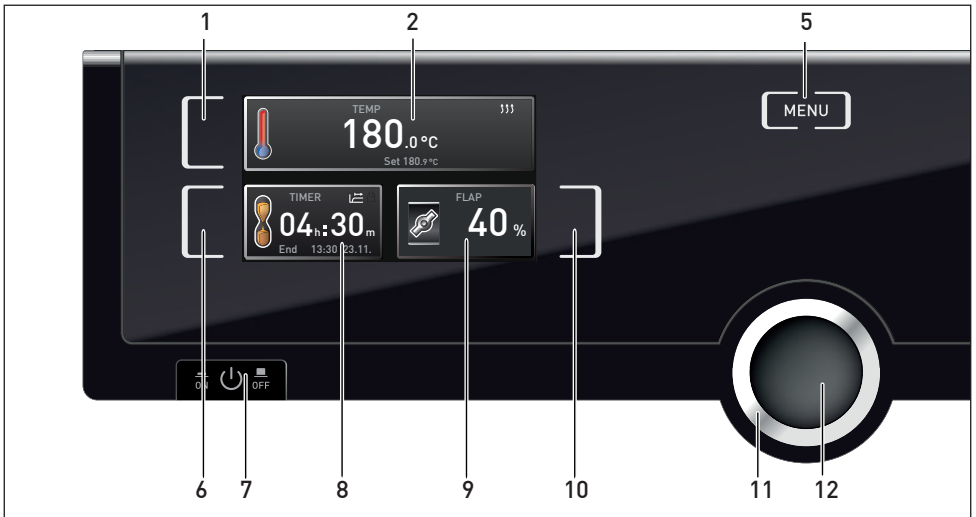 1 2 5
TEMP
180.0 °C
Set 180.9 °C
MENU
TIMER
04h:30m
End 13:30 23.11.
FLAP
40 %
ON OFF
6 7 8 9 10 11 12